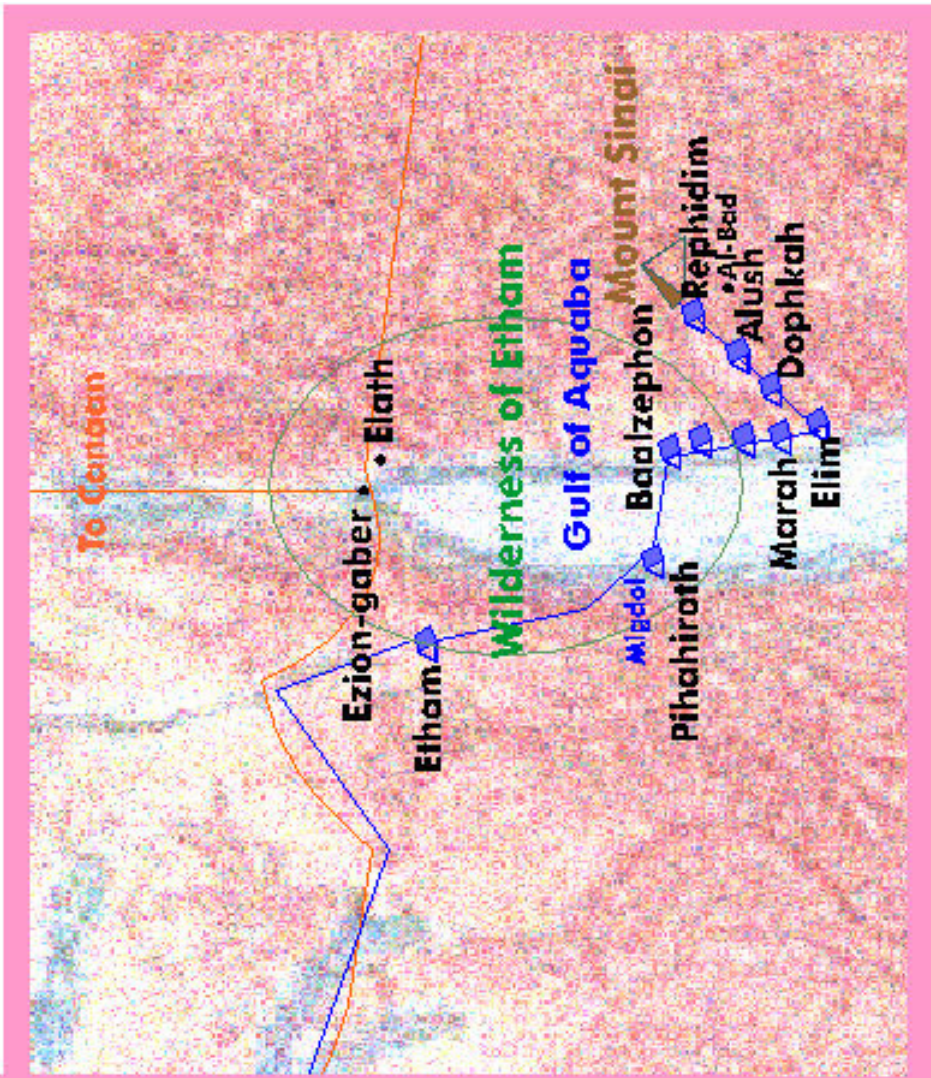 To Canaan
Elath
Ezion-gaber
Etham
Wilderness of Etham
Gulf of Aquaba
Mount Sinai
Baalzephon
Migdol
Pihahiroth
Rephidim
Al-Bad
Alush
Dophkah
Marah
Elim